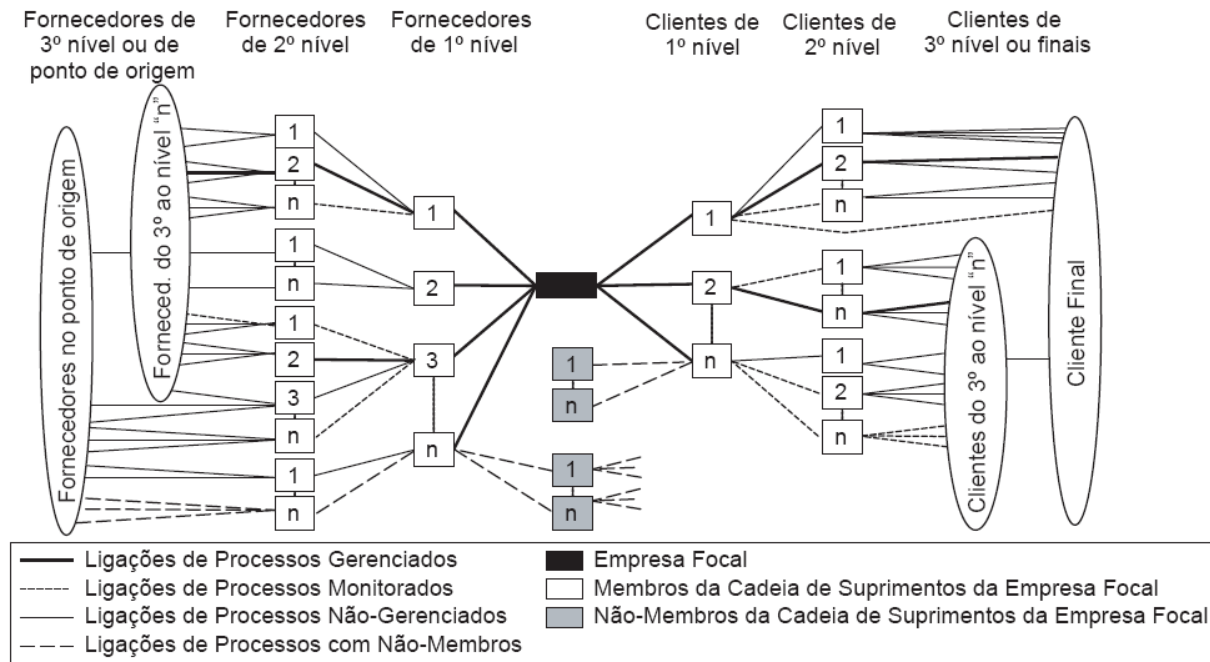 Fornecedores de
3º nível ou de
ponto de origem
Fornecedores
de 2º nível
Fornecedores
de 1º nível
Clientes de
1º nível
Clientes de
2º nível
Clientes de
3º nível ou finais
Fornecedores no ponto de origem
Forneced. do 3º ao nível “n”
1
2
n
1
n
1
2
3
n
1
n
1
2
3
n
1
n
1
n
1
2
n
1
2
n
1
n
1
2
n
Clientes do 3º ao nível “n”
Cliente Final
Ligações de Processos Gerenciados
Ligações de Processos Monitorados
Ligações de Processos Não-Gerenciados
Ligações de Processos com Não-Membros
Empresa Focal
Membros da Cadeia de Suprimentos da Empresa Focal
Não-Membros da Cadeia de Suprimentos da Empresa Focal